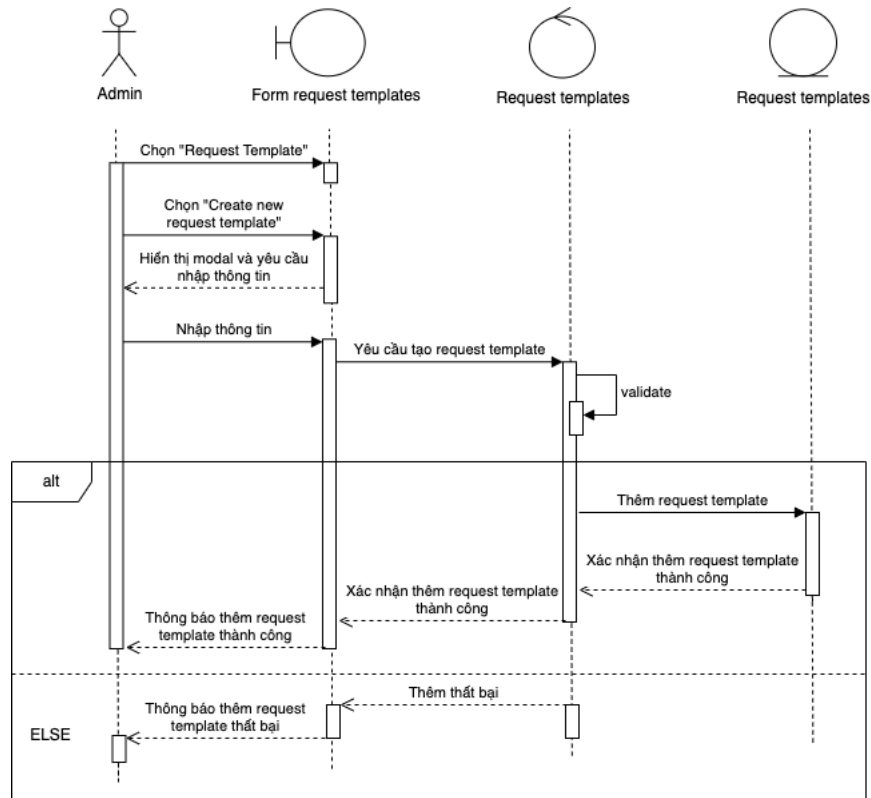 Admin
Form request templates
Request templates
Request templates
Chọn "Request Template"
Chọn "Create new
request template"
Hiển thị modal và yêu cầu
nhập thông tin
Nhập thông tin
Yêu cầu tạo request template
validate
alt
Thêm request template
Xác nhận thêm request template
thành công
Xác nhận thêm request template
thành công
Thông báo thêm request
template thành công
Thêm thất bại
Thông báo thêm request
template thất bại
ELSE